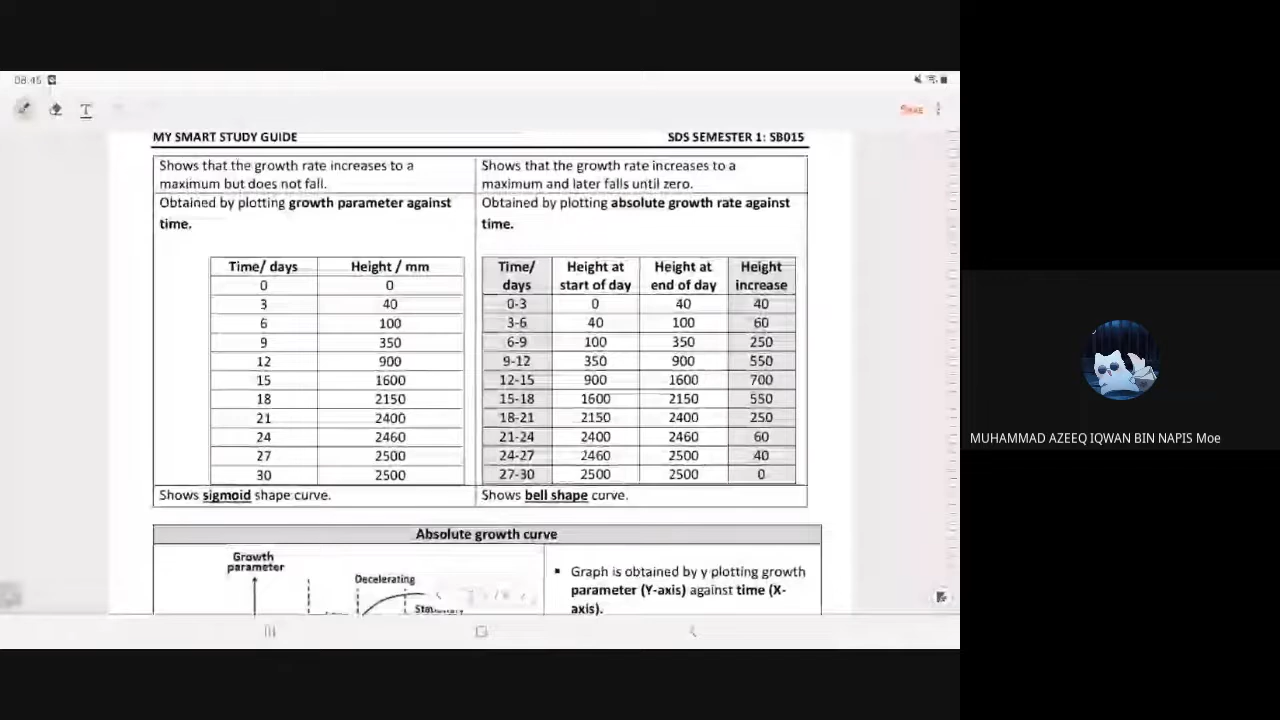 08:45
Save
MY SMART STUDY GUIDE SDS SEMESTER 1: SB015
Shows that the growth rate increases to a
maximum but does not fall.
Shows that the growth rate increases to a
maximum and later falls until zero.
Obtained by plotting growth parameter against
time.
Obtained by plotting absolute growth rate against
time.
Time/ days Height / mm
0 0
3 40
6 100
9 350
12 900
15 1600
18 2150
21 2400
24 2460
27 2500
30 2500
Time/ Height at Height at Height
days start of day end of day increase
0-3 0 40 40
3-6 40 100 60
6-9 100 350 250
9-12 350 900 550
12-15 900 1600 700
15-18 1600 2150 550
18-21 2150 2400 250
21-24 2400 2460 60
24-27 2460 2500 40
27-30 2500 2500 0
Shows sigmoid shape curve.
Shows bell shape curve.
Absolute growth curve
Growth
parameter
Decelerating
▪ Graph is obtained by y plotting growth
parameter (Y-axis) against time (X-
axis).
MUHAMMAD AZEEQ IQWAN BIN NAPIS Moe